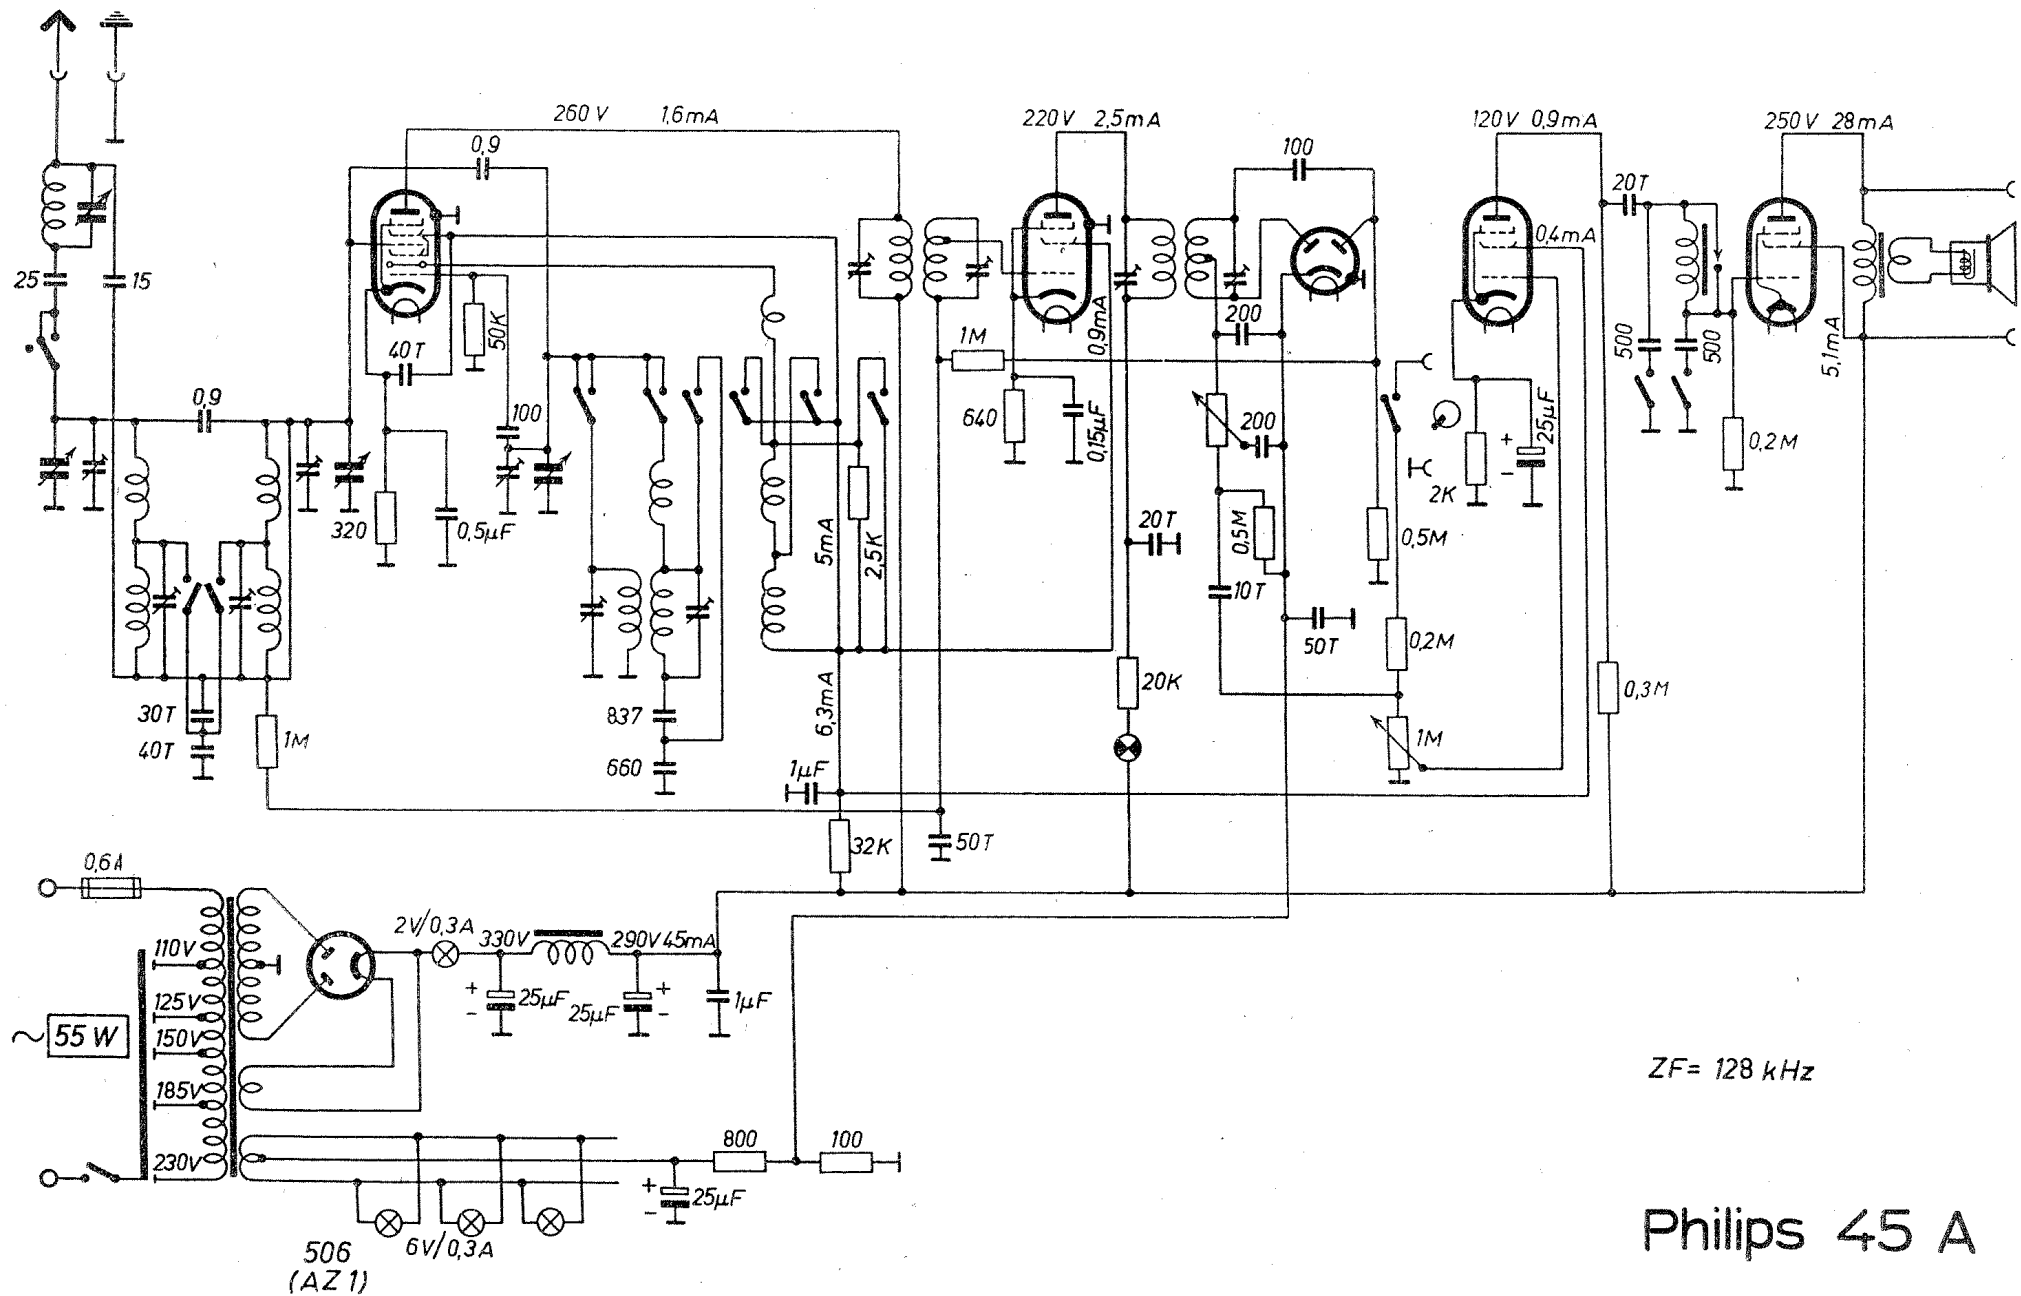 260V 1,6mA
220V 2,5mA
120V 0,9mA
250V 28mA
0,9
100
20T
0,4mA
25
15
50K
40T
200
0,9mA
1M
500
500
5,1mA
0,9
100
640
0,15µF
200
25µF
2K
0,2M
320
0,5µF
5mA
2,5K
20T
0,5M
0,5M
10T
50T
0,2M
20K
0,3M
30T
40T
1M
837
660
6,3mA
1M
1µF
32K
50T
0,6A
2V/0,3A
330V
290V 45mA
110V
125V
150V
185V
230V
~ 55 W
+
-
25µF
25µF
+
-
1µF
ZF= 128 kHz
800
100
+
-
25µF
6V/0,3A
506
(AZ1)
Philips 45 A
+
-